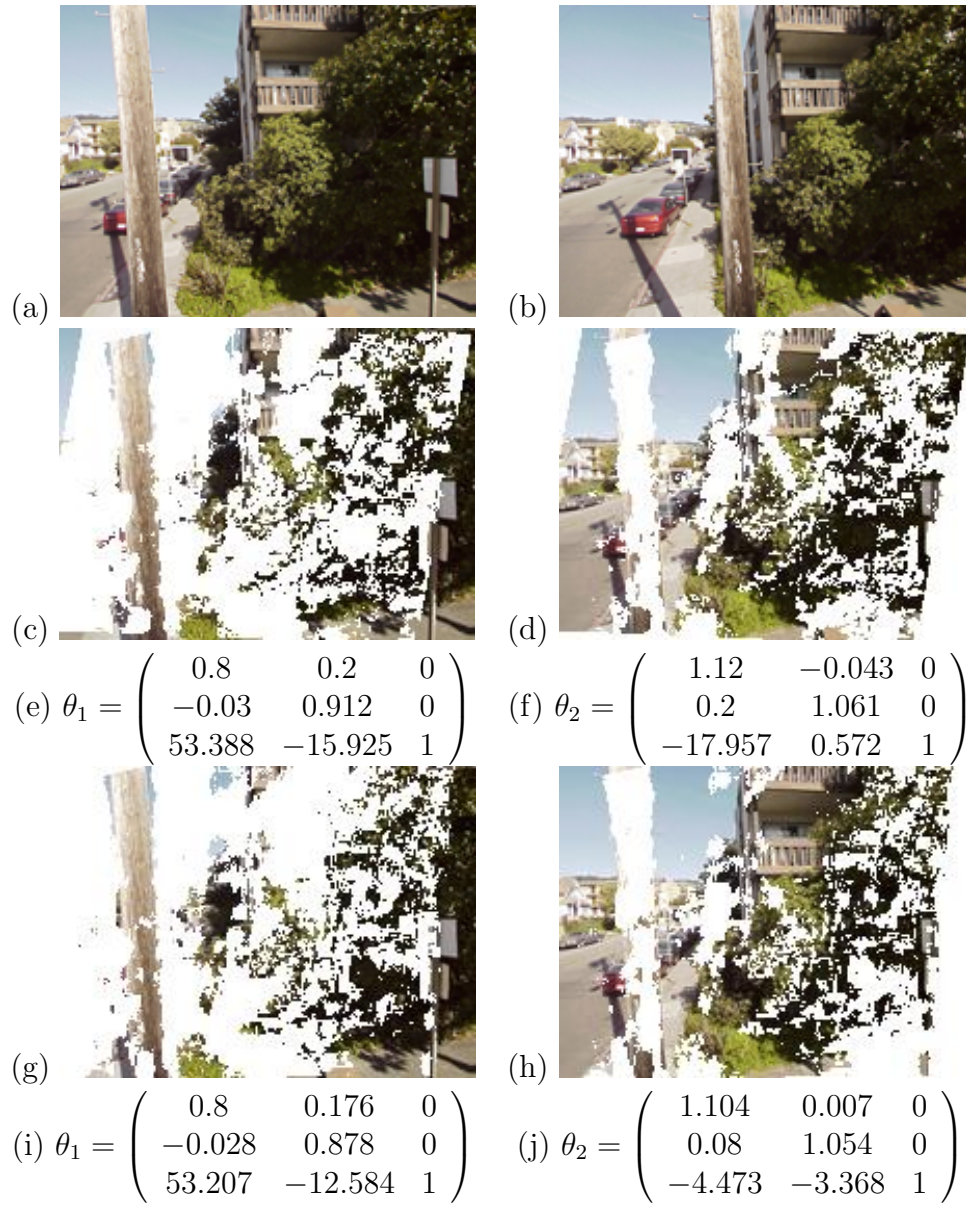 (a) (b)
(c) (d)
(e) θ₁ = ( 0.8 0.2 0
−0.03 0.912 0
53.388 −15.925 1 )
(f) θ₂ = ( 1.12 −0.043 0
0.2 1.061 0
−17.957 0.572 1 )
(g) (h)
(i) θ₁ = ( 0.8 0.176 0
−0.028 0.878 0
53.207 −12.584 1 )
(j) θ₂ = ( 1.104 0.007 0
0.08 1.054 0
−4.473 −3.368 1 )